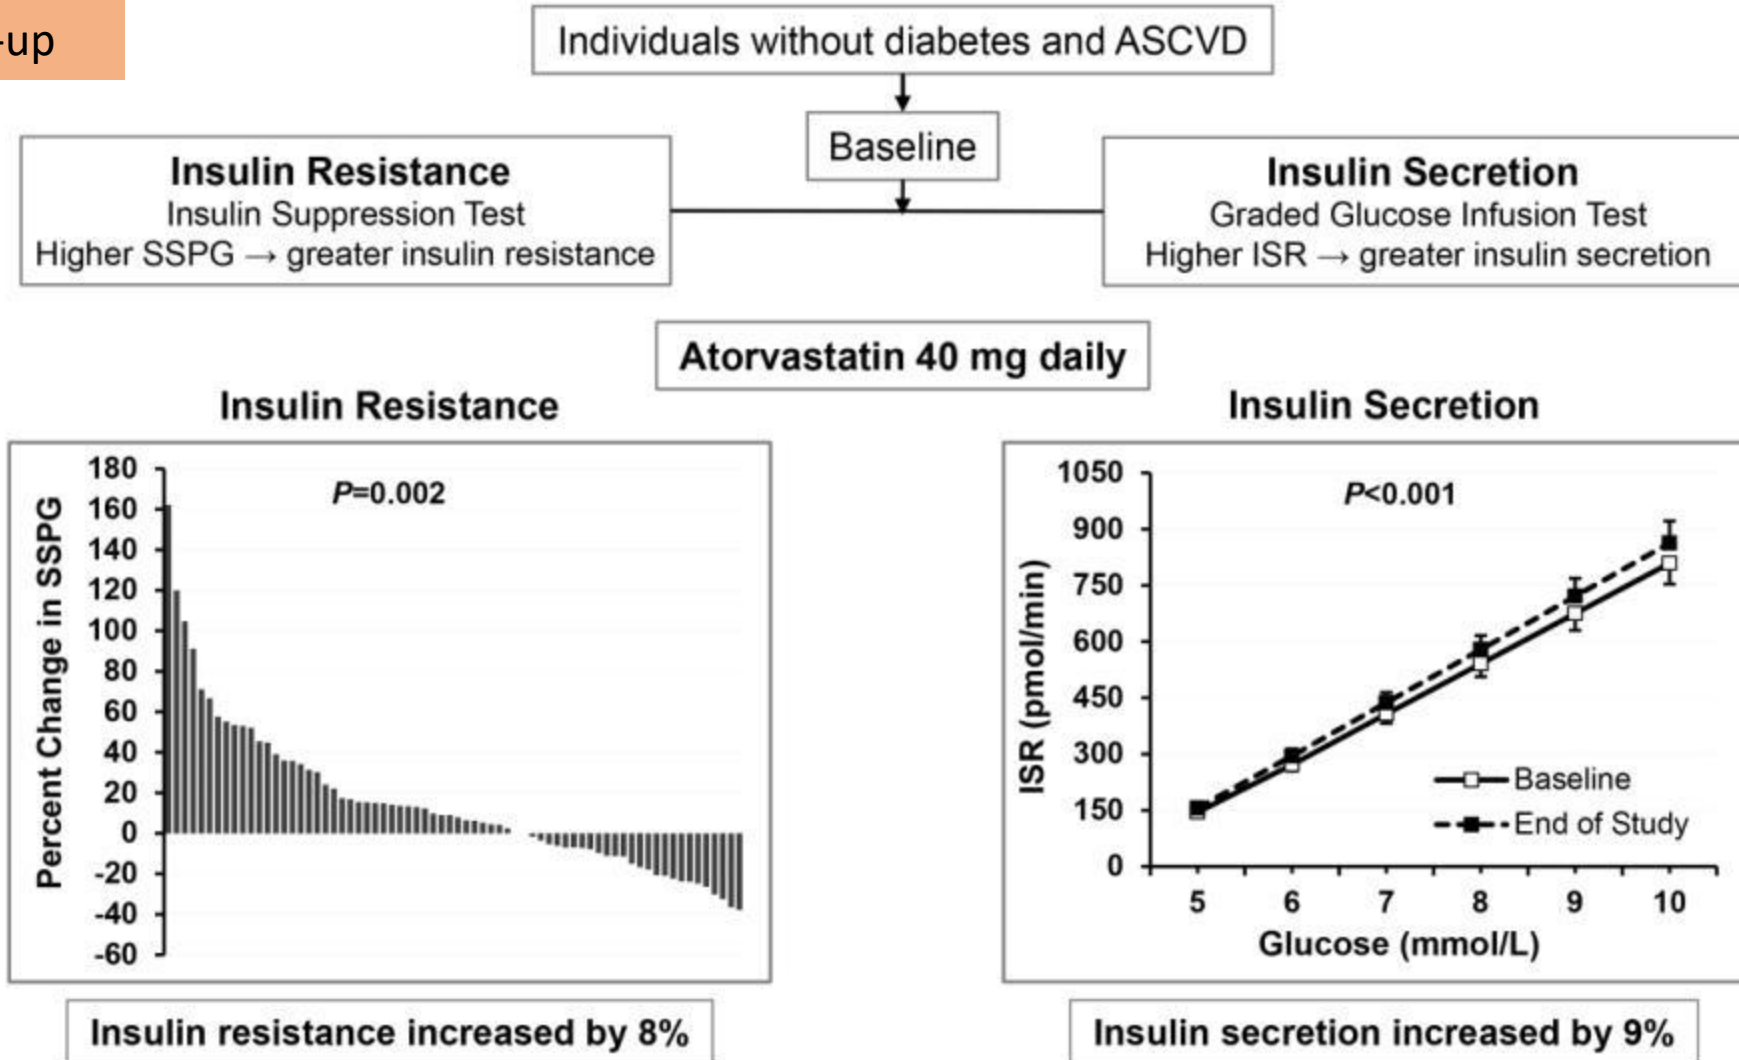 -up
Individuals without diabetes and ASCVD
Baseline
Insulin Resistance
Insulin Suppression Test
Higher SSPG → greater insulin resistance
Insulin Secretion
Graded Glucose Infusion Test
Higher ISR → greater insulin secretion
Atorvastatin 40 mg daily
Insulin Resistance
P=0.002
Percent Change in SSPG
180
160
140
120
100
80
60
40
20
0
-20
-40
-60
Insulin resistance increased by 8%
Insulin Secretion
P<0.001
ISR (pmol/min)
1050
900
750
600
450
300
150
0
Baseline
End of Study
5 6 7 8 9 10
Glucose (mmol/L)
Insulin secretion increased by 9%